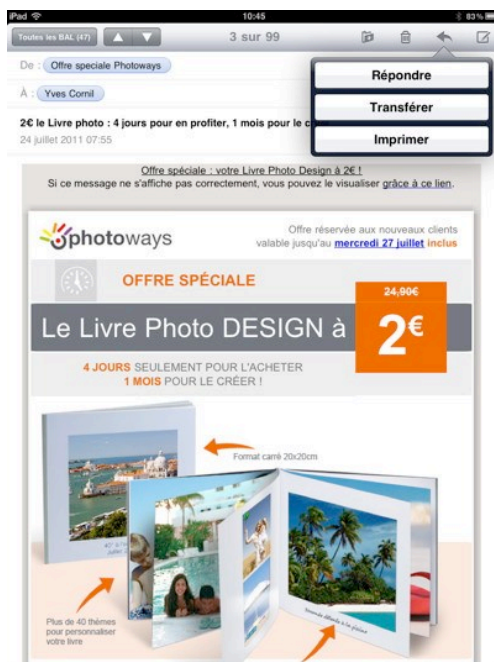 iPad 10:45 83%
Toutes les BAL (47) 3 sur 99
De : Offre speciale Photoways
À : Yves Cornil
Répondre
Transférer
Imprimer
2€ le Livre photo : 4 jours pour en profiter, 1 mois pour le
24 juillet 2011 07:55
Offre spéciale : votre Livre Photo Design à 2€ !
Si ce message ne s'affiche pas correctement, vous pouvez le visualiser grâce à ce lien.
photoways
Offre réservée aux nouveaux clients
valable jusqu'au mercredi 27 juillet inclus
OFFRE SPÉCIALE
24,90€
Le Livre Photo DESIGN à 2€
4 JOURS SEULEMENT POUR L'ACHETER
1 MOIS POUR LE CRÉER !
Format carré 20x20cm
Plus de 40 thèmes
pour personnaliser
votre livre